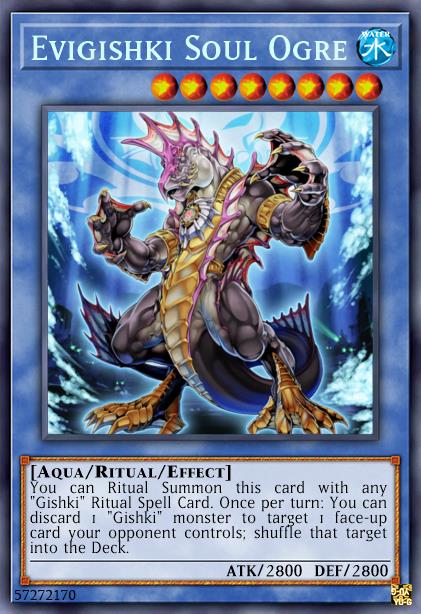 Evigishki Soul Ogre
WATER
水
[Aqua/Ritual/Effect]
You can Ritual Summon this card with any
"Gishki" Ritual Spell Card. Once per turn: You can
discard 1 "Gishki" monster to target 1 face-up
card your opponent controls; shuffle that target
into the Deck.
ATK/2800 DEF/2800
57272170